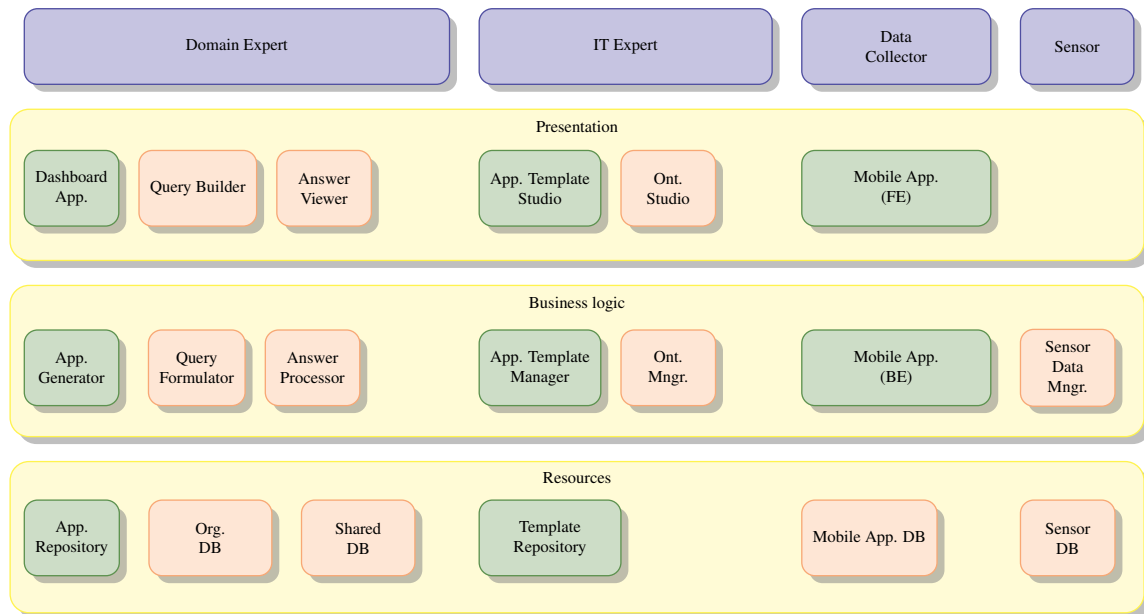 Domain Expert
IT Expert
Data
Collector
Sensor
Presentation
Dashboard
App.
Query Builder
Answer
Viewer
App. Template
Studio
Ont.
Studio
Mobile App.
(FE)
Business logic
App.
Generator
Query
Formulator
Answer
Processor
App. Template
Manager
Ont.
Mngr.
Mobile App.
(BE)
Sensor
Data
Mngr.
Resources
App.
Repository
Org.
DB
Shared
DB
Template
Repository
Mobile App. DB
Sensor
DB